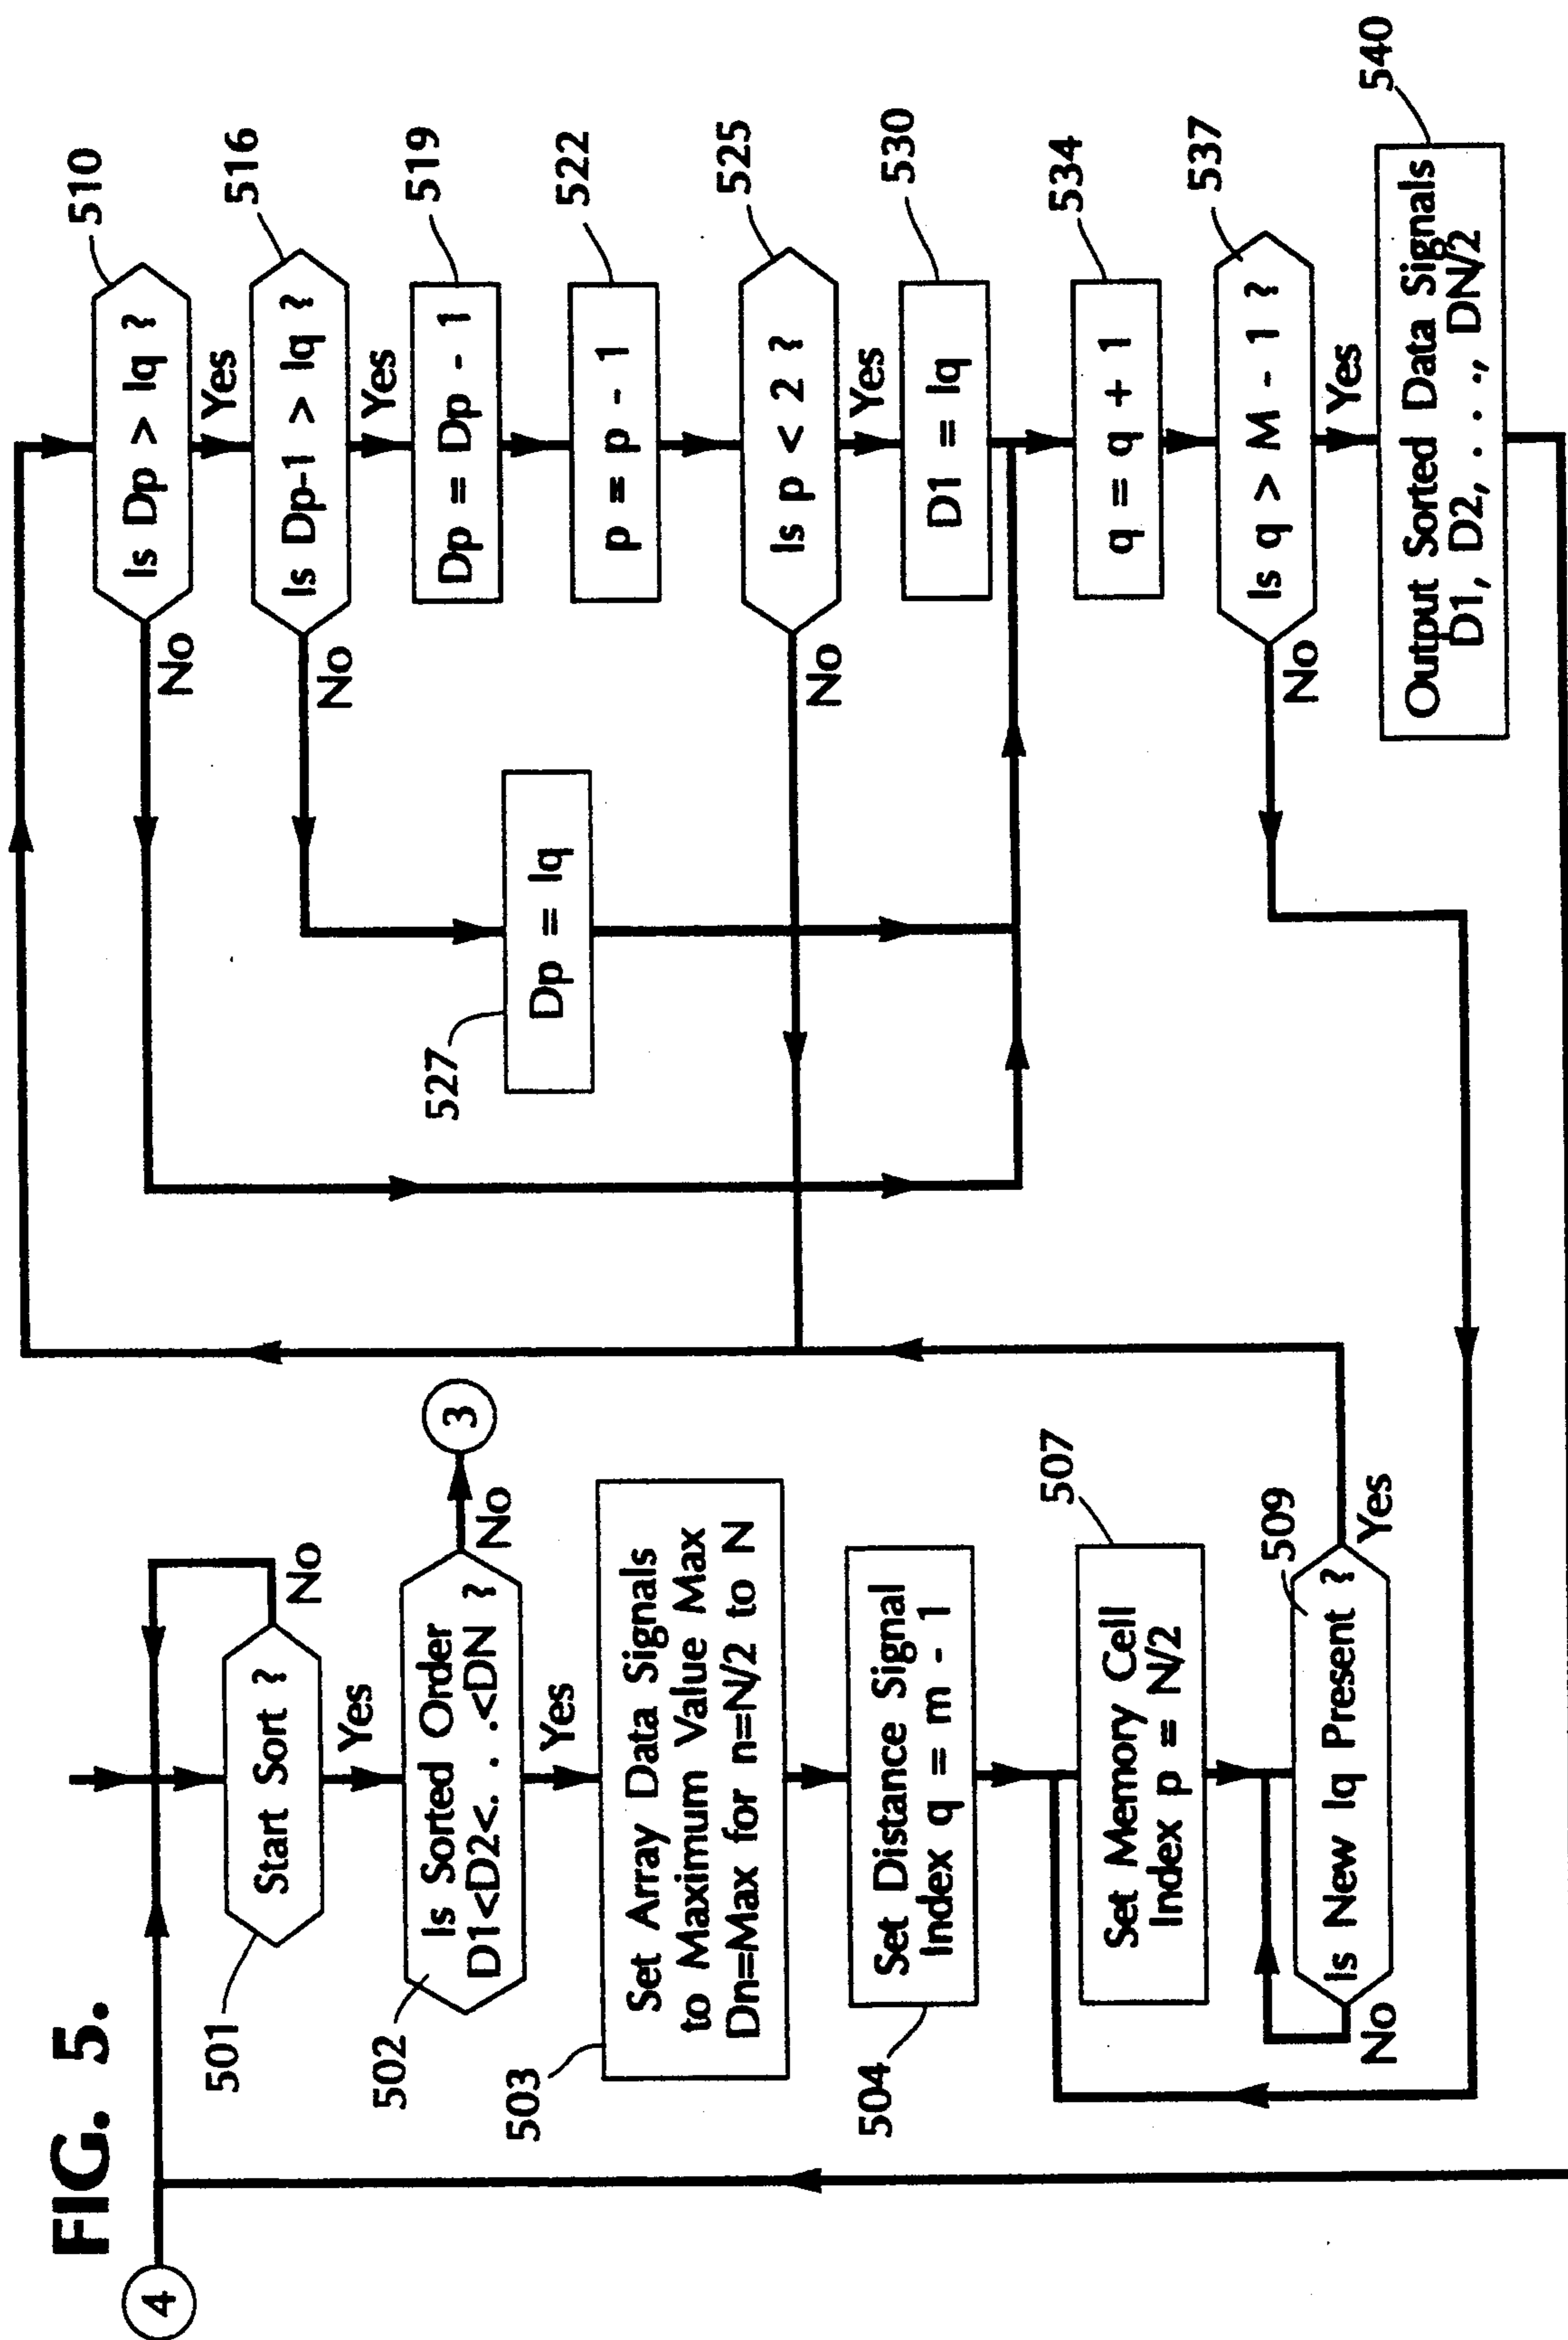 FIG. 5.
4
501
Start Sort ?
No
Yes
502
Is Sorted Order
D1<D2<. . .<DN ?
No
3
Yes
503
Set Array Data Signals
to Maximum Value Max
Dn=Max for n=N/2 to N
504
Set Distance Signal
Index q = m - 1
507
Set Memory Cell
Index p = N/2
509
Is New Iq Present ?
No
Yes
510
Is Dp > Iq ?
No
Yes
516
Is Dp-1 > Iq ?
No
Yes
519
Dp = Dp - 1
522
p = p - 1
525
Is p < 2 ?
No
Yes
527
Dp = Iq
530
D1 = Iq
534
q = q + 1
537
Is q > M - 1 ?
No
Yes
540
Output Sorted Data Signals
D1, D2, . . ., DN/2